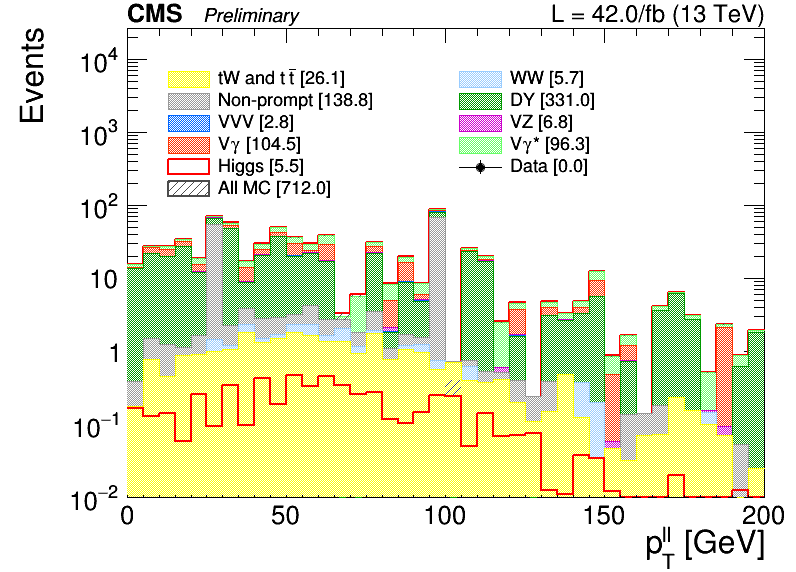 CMS Preliminary L = 42.0/fb (13 TeV)
Events
tW and t t̄ [26.1]
Non-prompt [138.8]
VVV [2.8]
Vγ [104.5]
Higgs [5.5]
All MC [712.0]
WW [5.7]
DY [331.0]
VZ [6.8]
Vγ* [96.3]
Data [0.0]
10⁴
10³
10²
10
1
10⁻¹
10⁻²
0 50 100 150 200
p_T^ll [GeV]